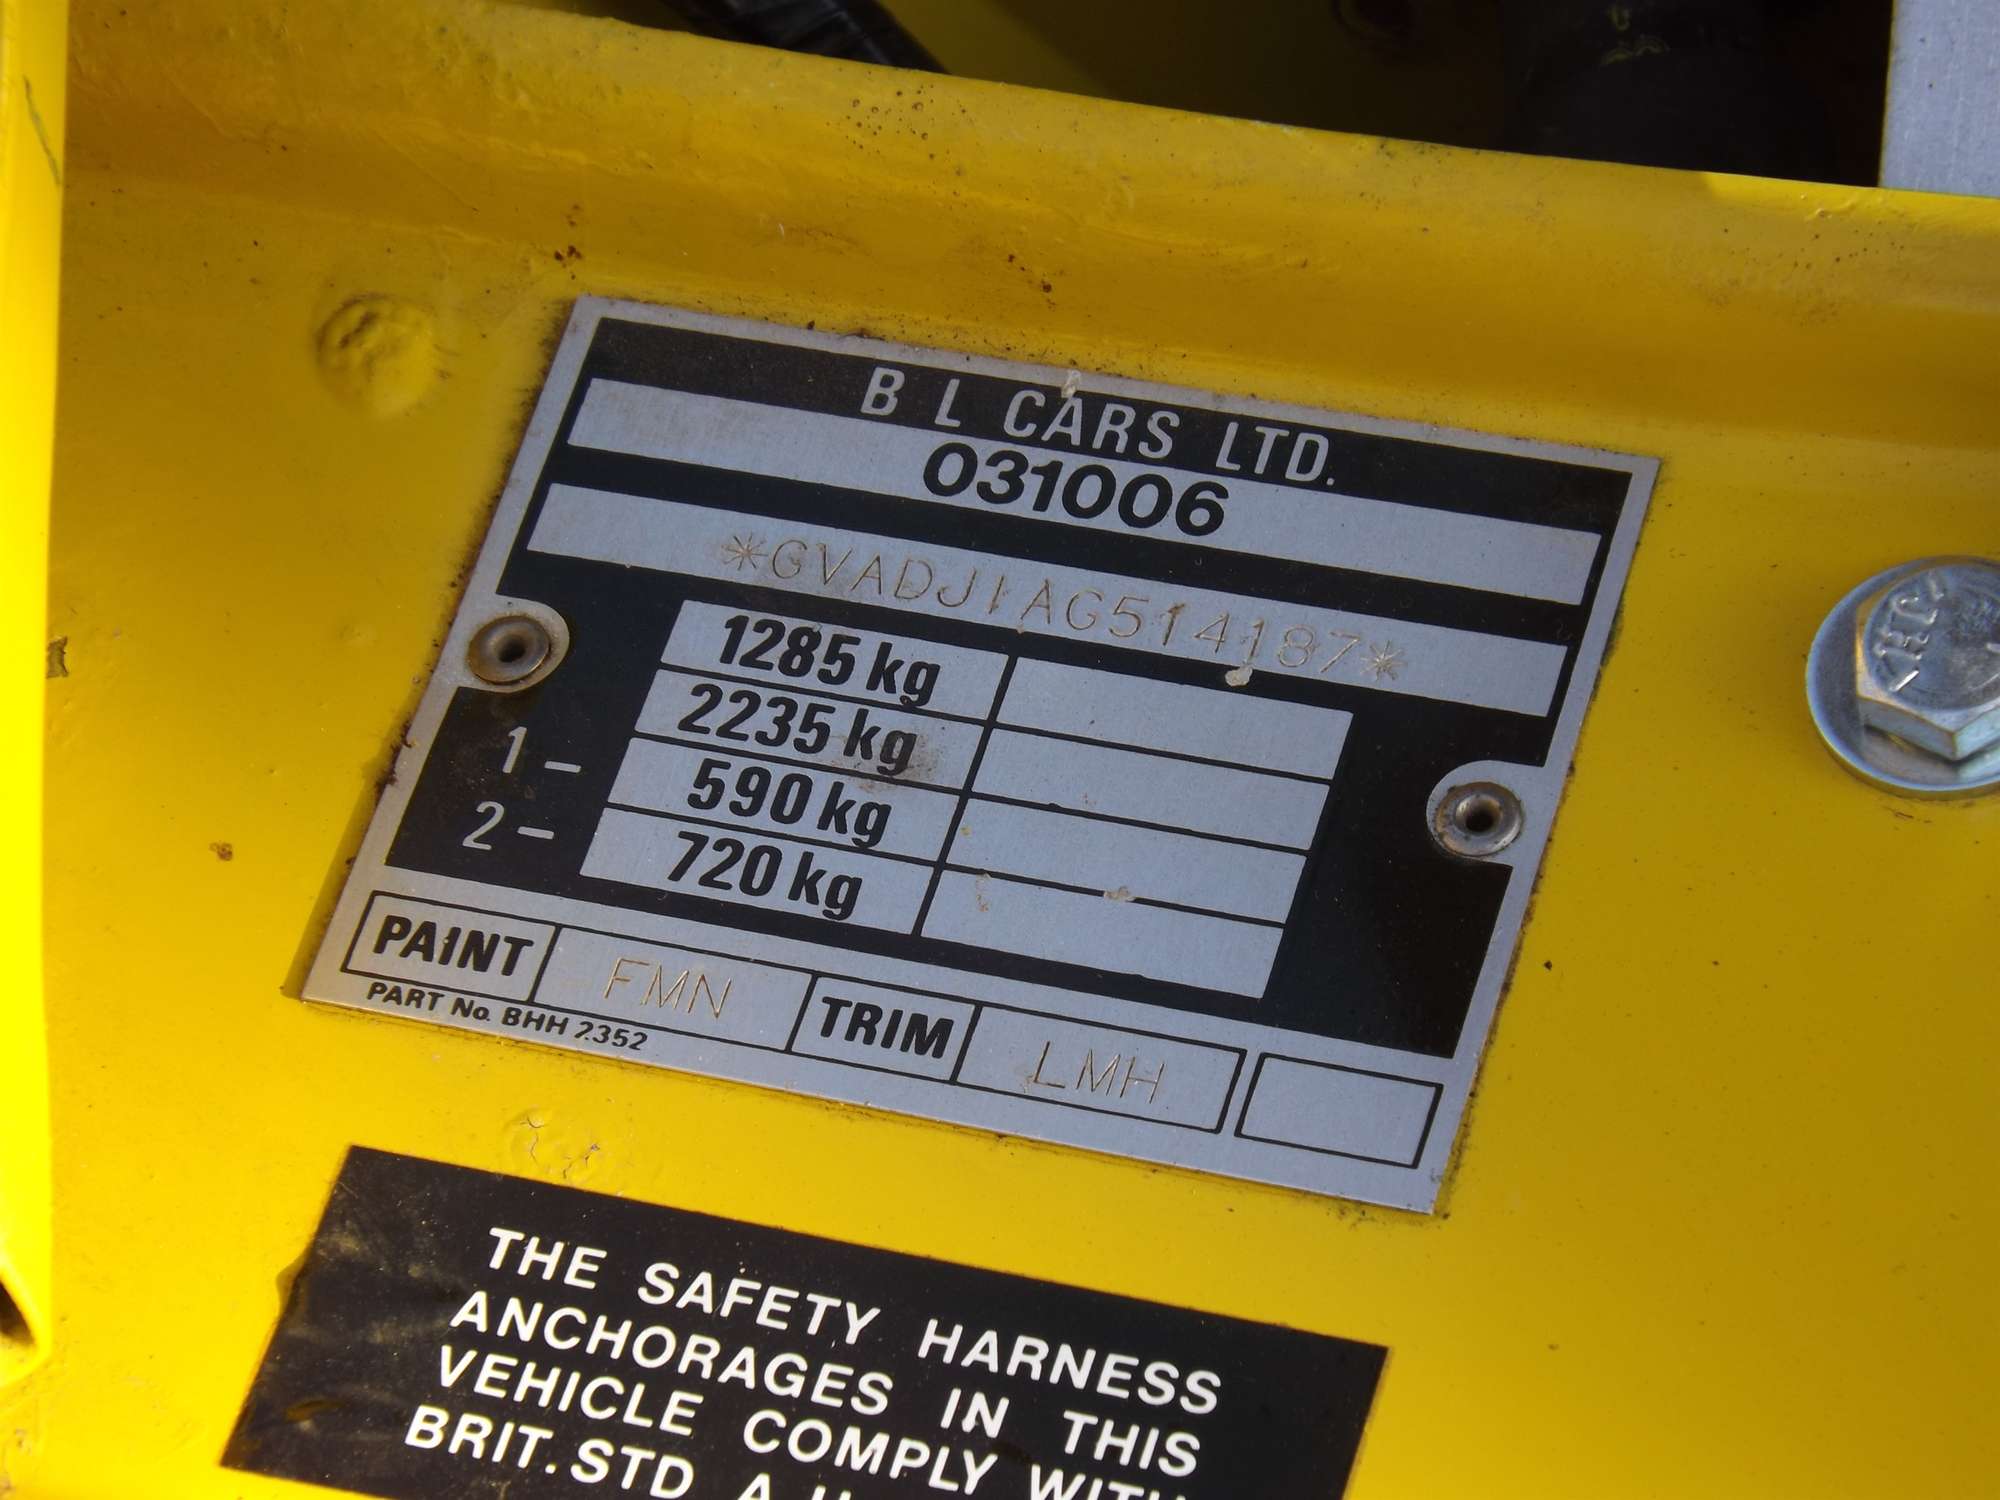 B L CARS LTD.
031006
*GVADJ1AG514187*
1285 kg
2235 kg
1 - 590 kg
2 - 720 kg
PAINT FMN TRIM LMH
PART No. BHH 2352
THE SAFETY HARNESS
ANCHORAGES IN THIS
VEHICLE COMPLY WITH
BRIT. STD